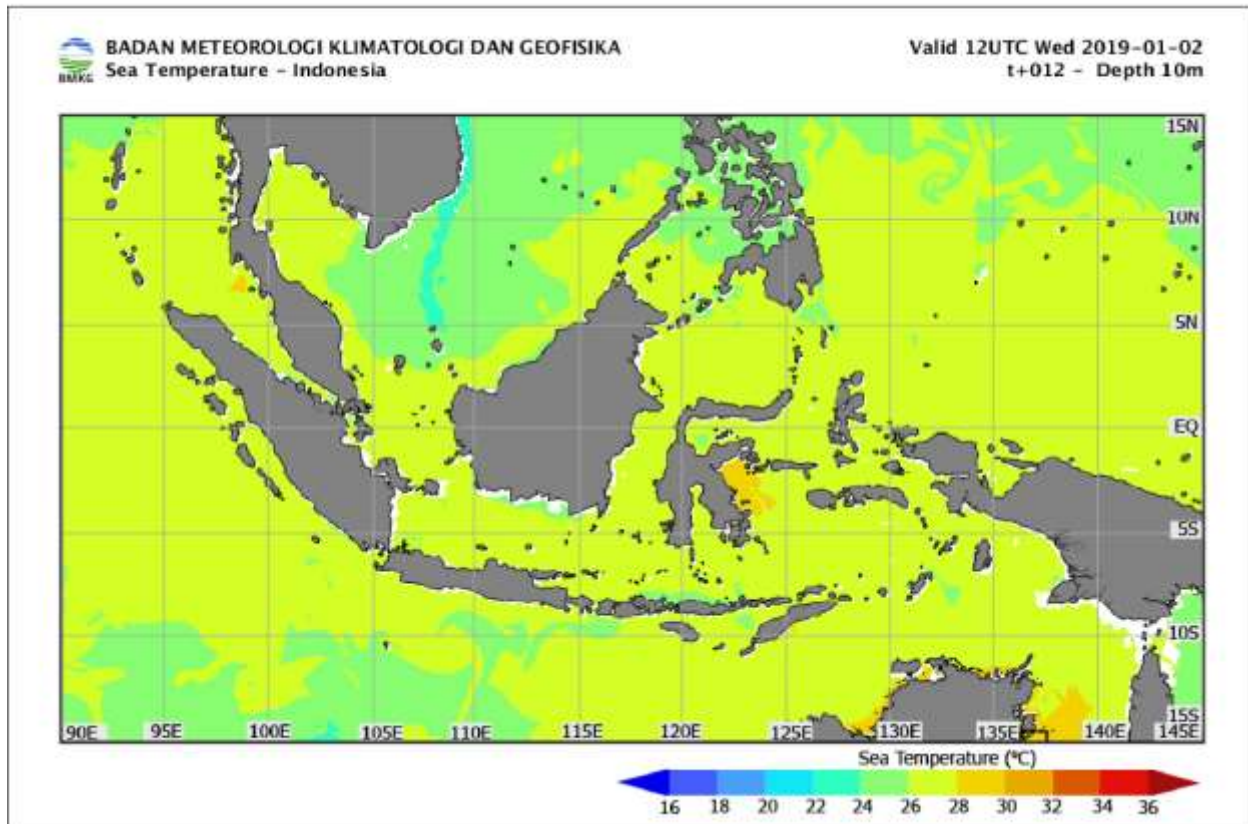 BADAN METEOROLOGI KLIMATOLOGI DAN GEOFISIKA
Sea Temperature - Indonesia
BMKG
Valid 12UTC Wed 2019-01-02
t+012 - Depth 10m
15N
10N
5N
EQ
5S
10S
15S
90E 95E 100E 105E 110E 115E 120E 125E 130E 135E 140E 145E
Sea Temperature (°C)
16 18 20 22 24 26 28 30 32 34 36